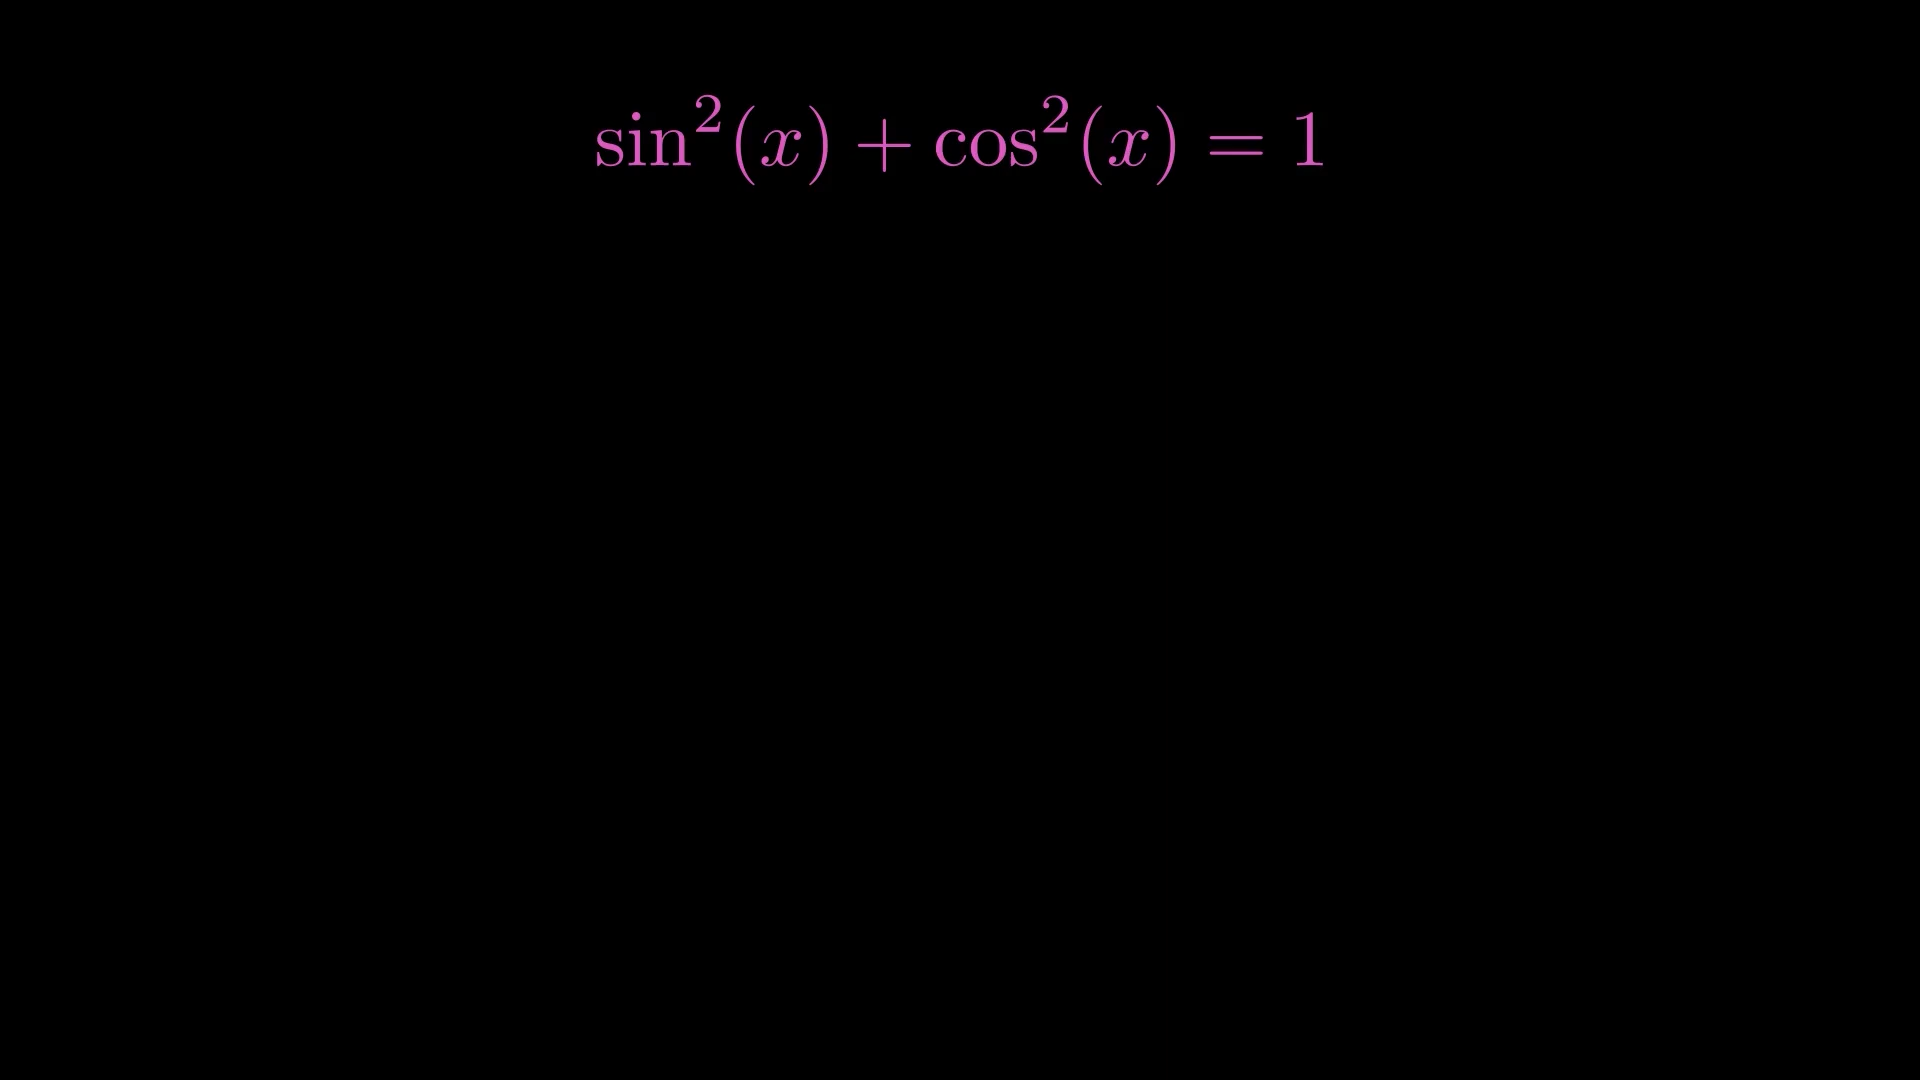 sin²(x) + cos²(x) = 1